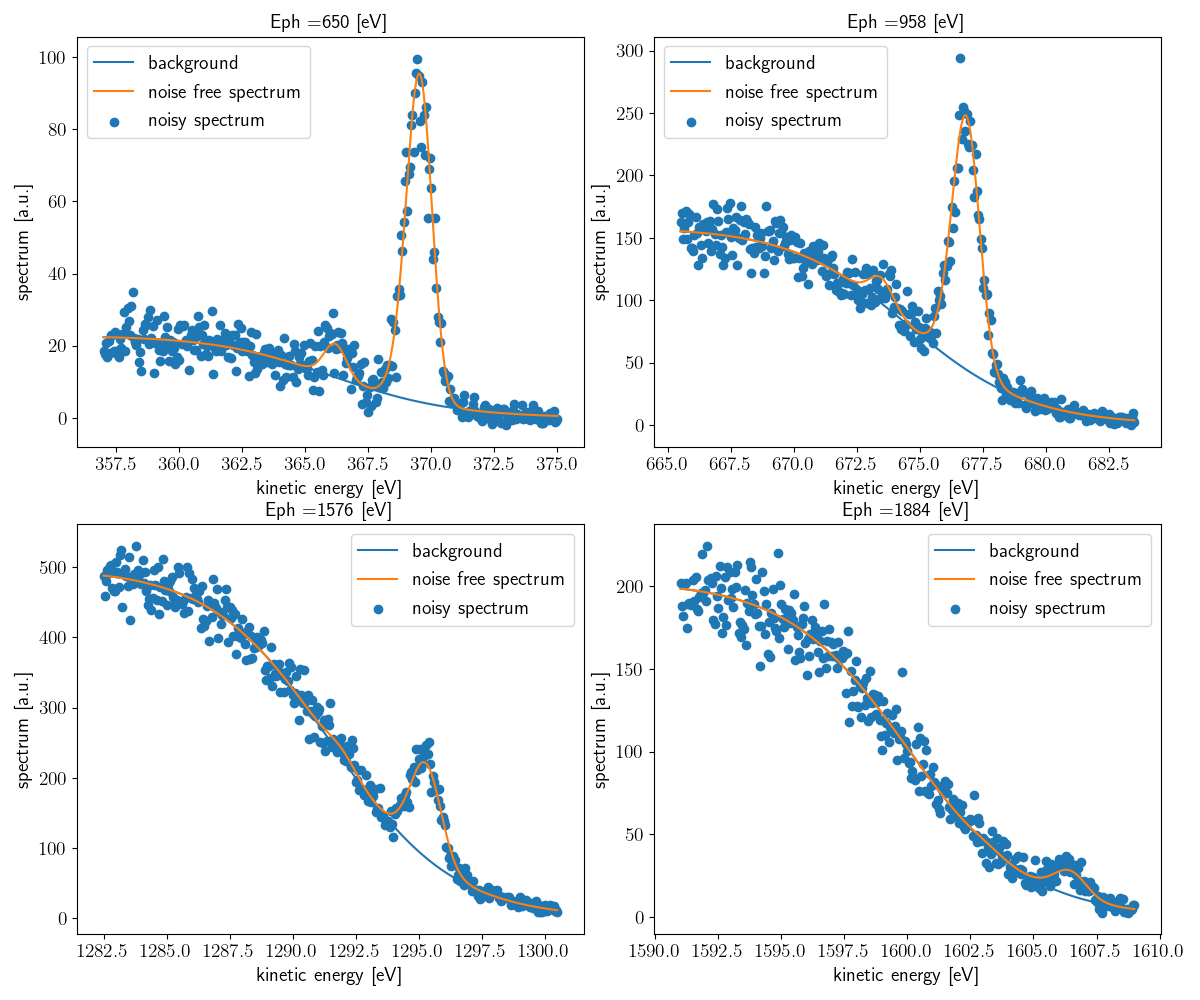 Eph =650 [eV]
background
noise free spectrum
noisy spectrum
spectrum [a.u.]
100
80
60
40
20
0
357.5 360.0 362.5 365.0 367.5 370.0 372.5 375.0
kinetic energy [eV]
Eph =958 [eV]
background
noise free spectrum
noisy spectrum
spectrum [a.u.]
300
250
200
150
100
50
0
665.0 667.5 670.0 672.5 675.0 677.5 680.0 682.5
kinetic energy [eV]
Eph =1576 [eV]
background
noise free spectrum
noisy spectrum
spectrum [a.u.]
500
400
300
200
100
0
1282.5 1285.0 1287.5 1290.0 1292.5 1295.0 1297.5 1300.0
kinetic energy [eV]
Eph =1884 [eV]
background
noise free spectrum
noisy spectrum
spectrum [a.u.]
200
150
100
50
0
1590.0 1592.5 1595.0 1597.5 1600.0 1602.5 1605.0 1607.5 1610.0
kinetic energy [eV]